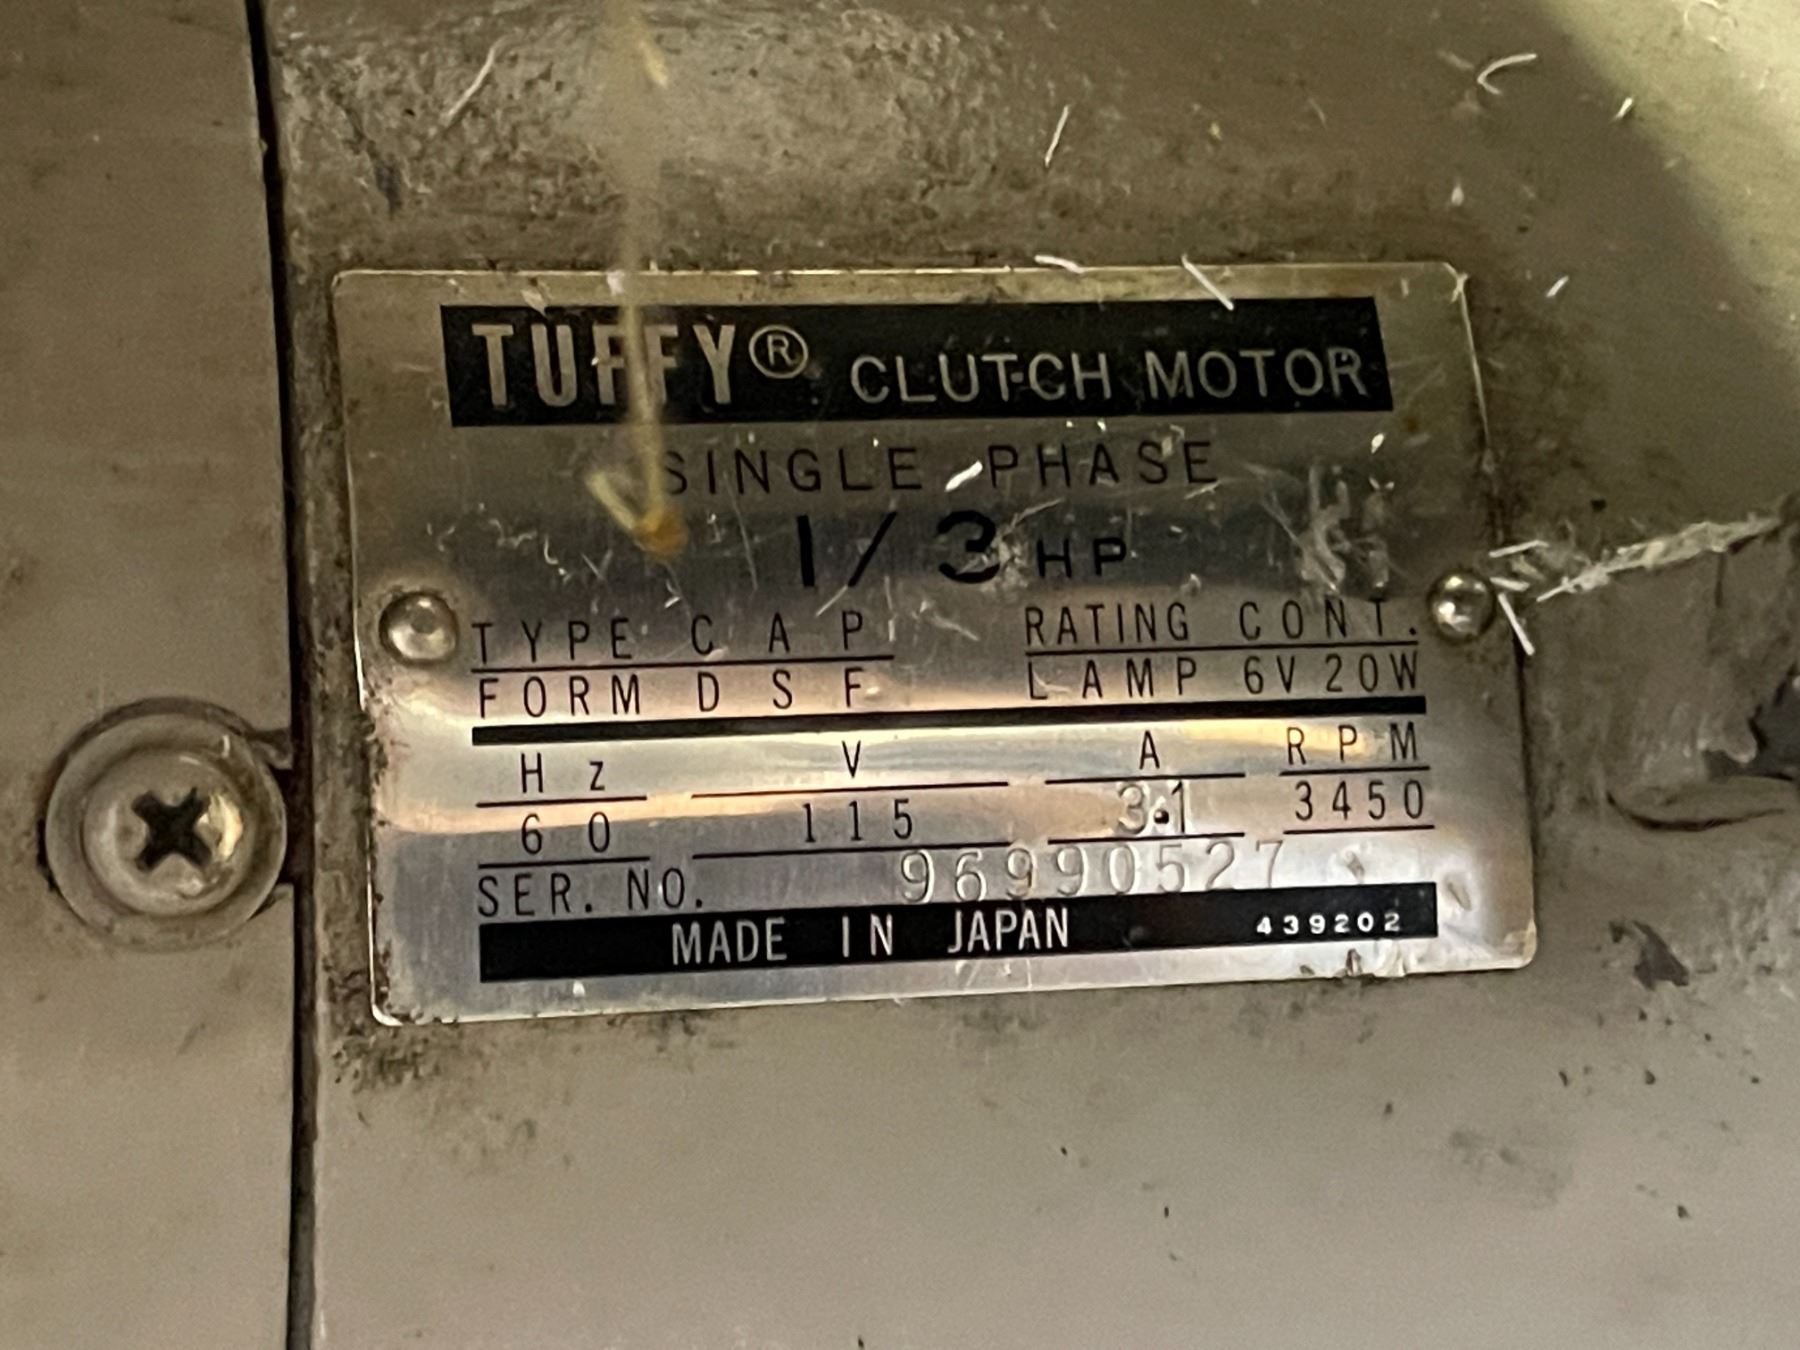 TUFFY® CLUTCH MOTOR
SINGLE PHASE
1/3 HP
TYPE CAP RATING CONT.
FORM DSF LAMP 6V 20W
Hz V A RPM
60 115 3.1 3450
SER. NO. 96990527
MADE IN JAPAN 439202